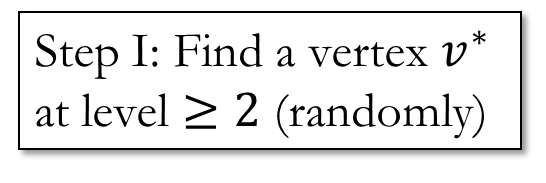 Step I: Find a vertex 𝑣*
at level ≥ 2 (randomly)